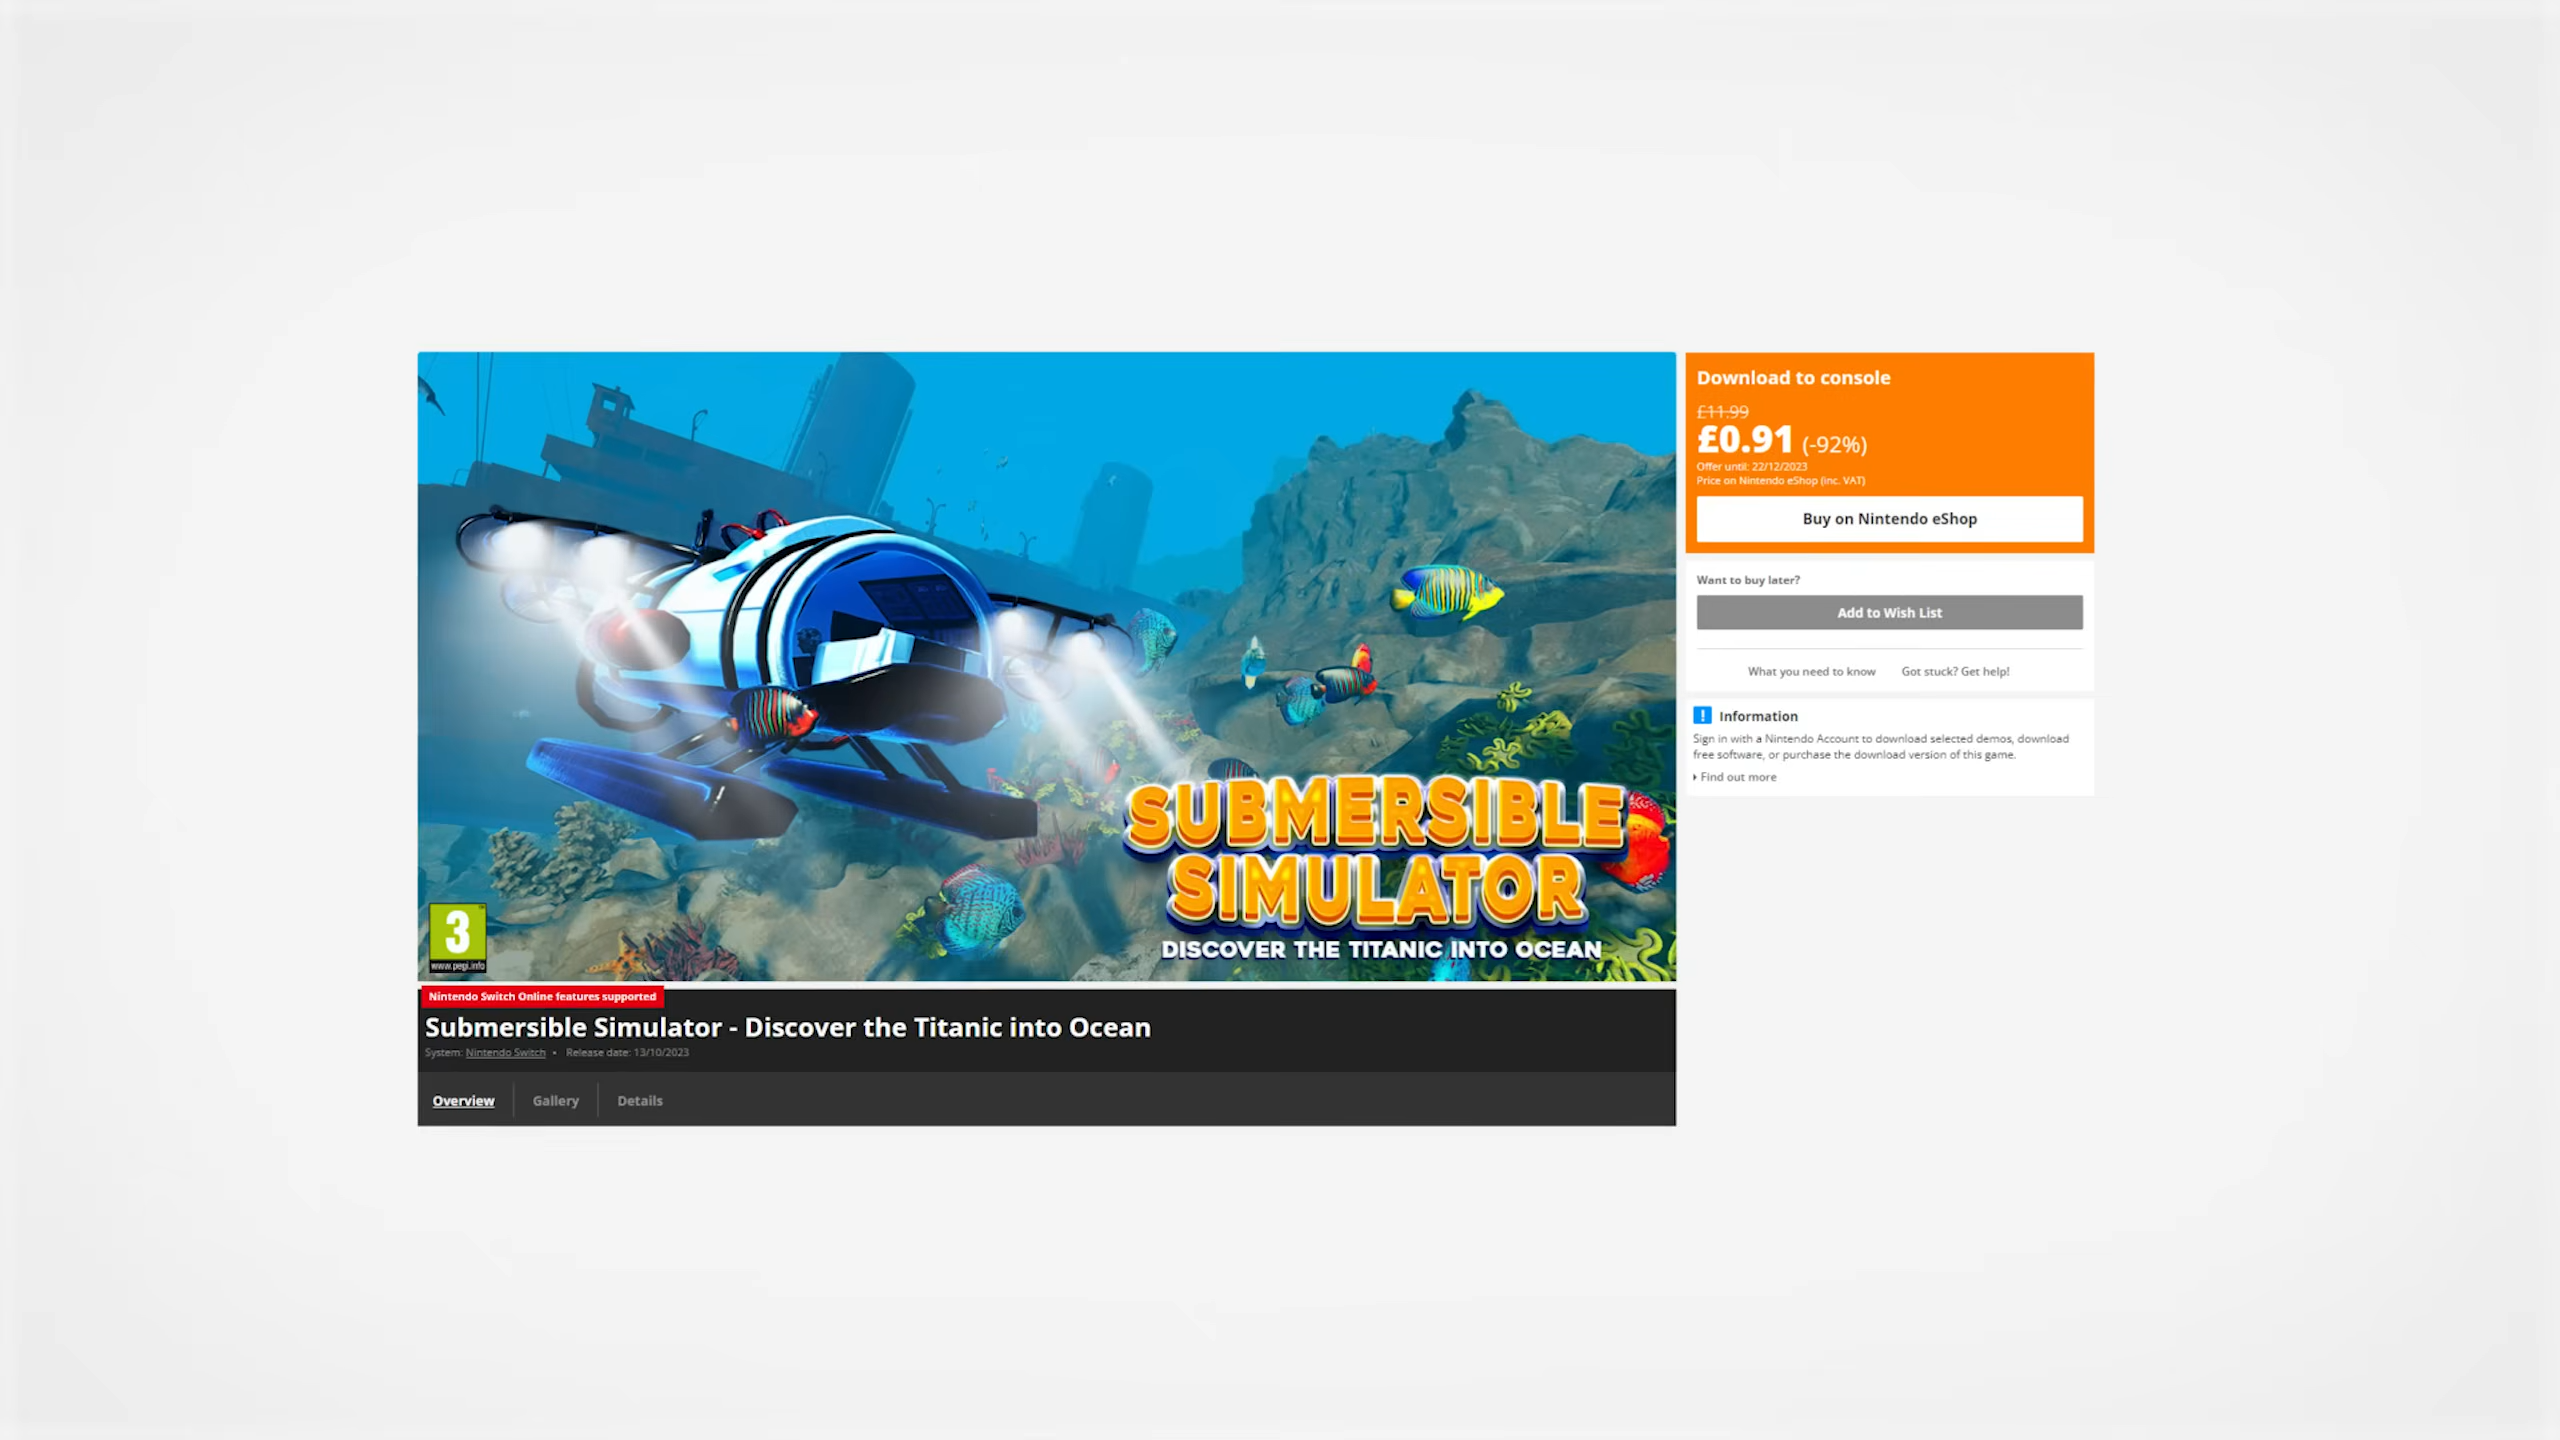 SUBMERSIBLE
SIMULATOR
DISCOVER THE TITANIC INTO OCEAN
3
www.pegi.info
Nintendo Switch Online features supported
Submersible Simulator - Discover the Titanic into Ocean
System: Nintendo Switch • Release date: 13/10/2023
Overview
Gallery
Details
Download to console
£11.99
£0.91 (-92%)
Offer until: 22/12/2023
Price on Nintendo eShop (inc. VAT)
Buy on Nintendo eShop
Want to buy later?
Add to Wish List
What you need to know
Got stuck? Get help!
! Information
Sign in with a Nintendo Account to download selected demos, download
free software, or purchase the download version of this game.
Find out more